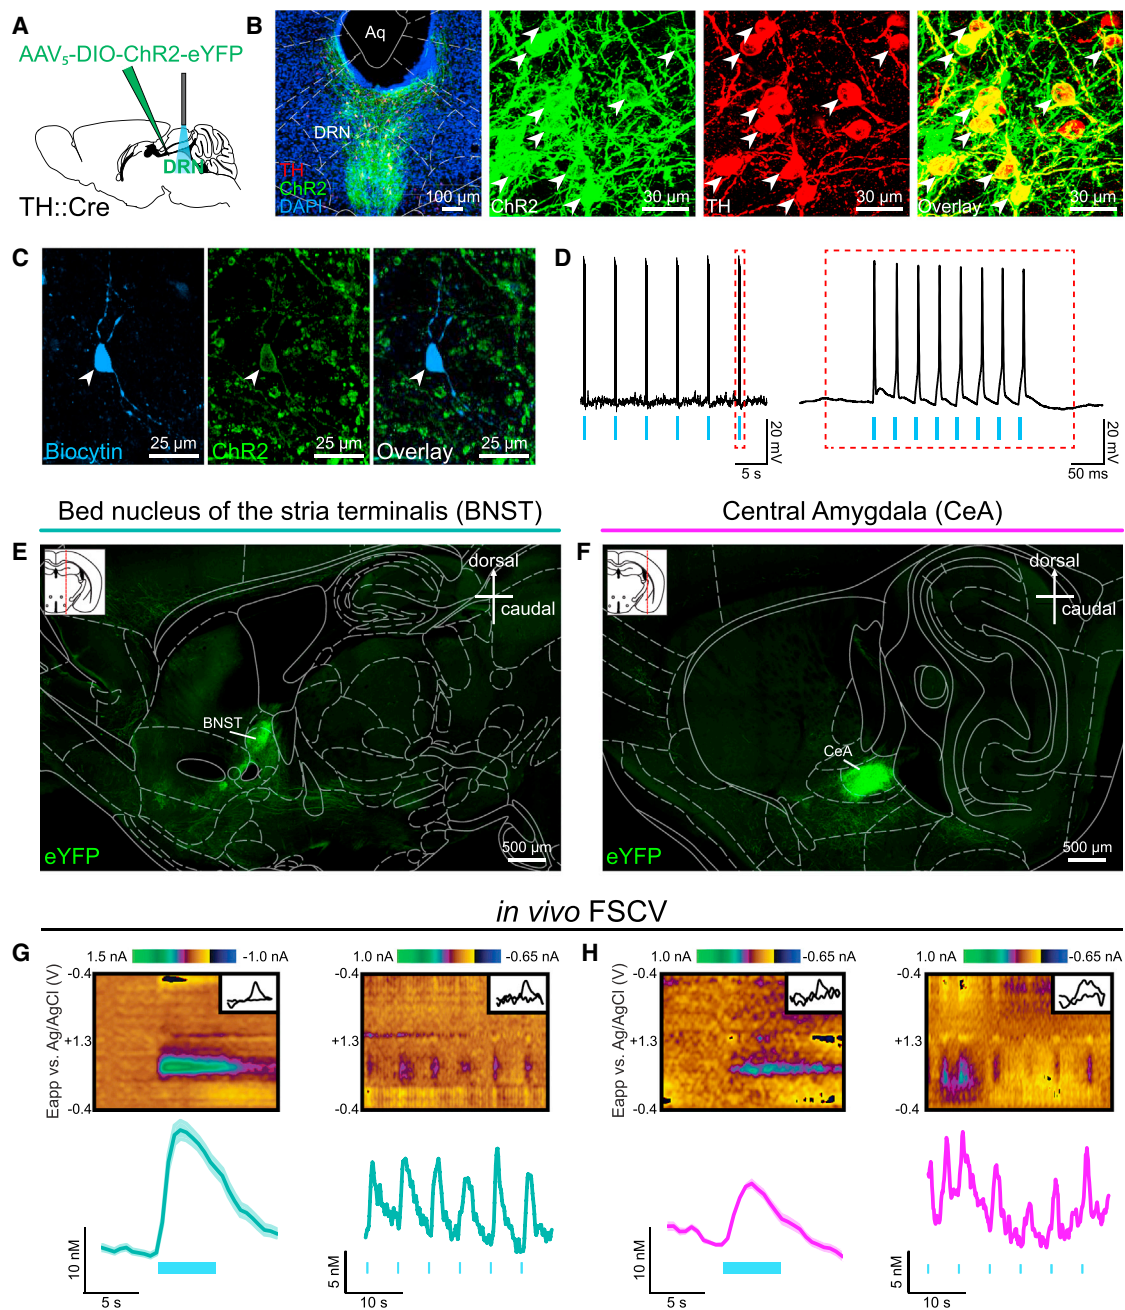 A
AAV5-DIO-ChR2-eYFP
DRN
TH::Cre
B
Aq
DRN
TH
ChR2
DAPI
100 µm
ChR2
30 µm
TH
30 µm
Overlay
30 µm
C
Biocytin
25 µm
ChR2
25 µm
Overlay
25 µm
D
20 mV
5 s
20 mV
50 ms
Bed nucleus of the stria terminalis (BNST)
Central Amygdala (CeA)
E
dorsal
caudal
BNST
eYFP
500 µm
F
dorsal
caudal
CeA
eYFP
500 µm
in vivo FSCV
G
1.5 nA
-1.0 nA
Eapp vs. Ag/AgCl (V)
-0.4
+1.3
-0.4
10 nM
5 s
1.0 nA
-0.65 nA
-0.4
+1.3
-0.4
5 nM
10 s
H
1.0 nA
-0.65 nA
Eapp vs. Ag/AgCl (V)
-0.4
+1.3
-0.4
10 nM
5 s
1.0 nA
-0.65 nA
-0.4
+1.3
-0.4
5 nM
10 s